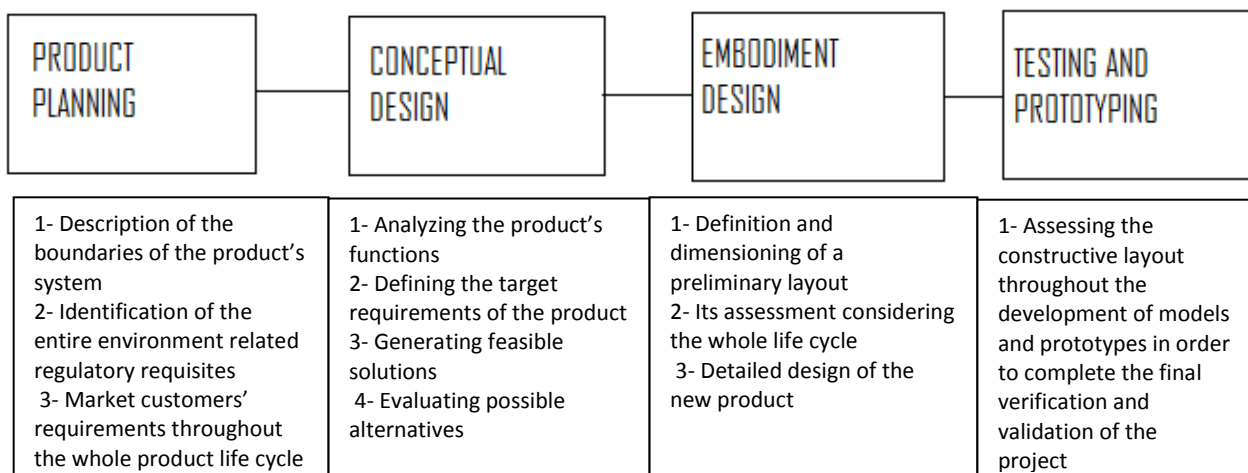 PRODUCT
PLANNING
CONCEPTUAL
DESIGN
EMBODIMENT
DESIGN
TESTING AND
PROTOTYPING
1- Description of the
boundaries of the product's
system
2- Identification of the
entire environment related
regulatory requisites
3- Market customers'
requirements throughout
the whole product life cycle
1- Analyzing the product's
functions
2- Defining the target
requirements of the product
3- Generating feasible
solutions
4- Evaluating possible
alternatives
1- Definition and
dimensioning of a
preliminary layout
2- Its assessment considering
the whole life cycle
3- Detailed design of the
new product
1- Assessing the
constructive layout
throughout the
development of models
and prototypes in order
to complete the final
verification and
validation of the
project